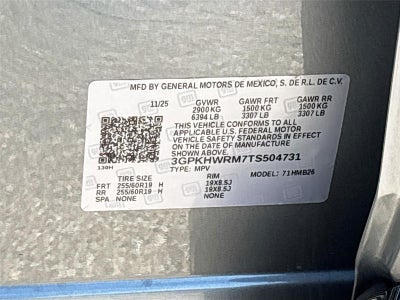 MFD BY GENERAL MOTORS DE MEXICO, S. DE R.L. DE C.V.
11/25 GVWR GAWR FRT GAWR RR
2900 KG 1500 KG 1500 KG
6394 LB 3307 LB 3307 LB
THIS VEHICLE CONFORMS TO ALL
APPLICABLE U.S. FEDERAL MOTOR
VEHICLE SAFETY STANDARDS IN EFFECT
ON THE DATE OF MANUFACTURE
SHOWN ABOVE.
3GPKHWRM7TS504731
130H TYPE: MPV MODEL: 71HMB26
TIRE SIZE RIM
FRT 255/60R19 H 19X8.5J
RR 255/60R19 H 19X8.5J
SPA NONE NONE